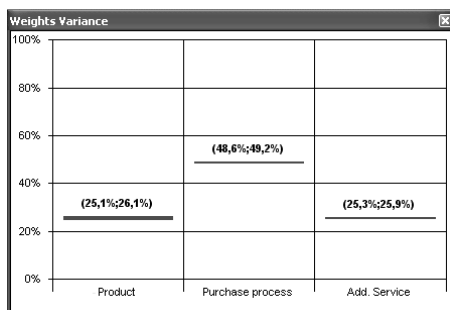 Weights Variance
100%
80%
60%
(48,6%;49,2%)
40%
(25,1%;26,1%)
(25,3%;25,9%)
20%
0%
Product
Purchase process
Add. Service